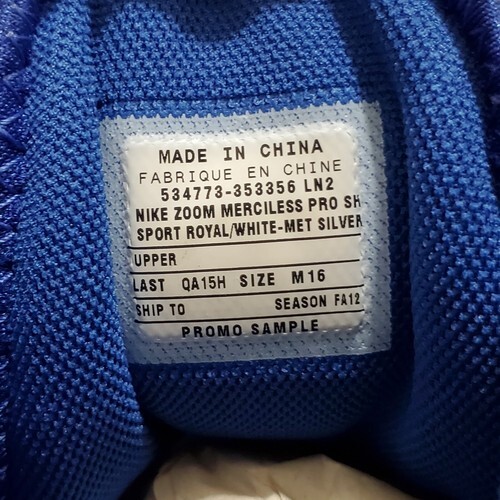 MADE IN CHINA
FABRIQUE EN CHINE
534773-353356 LN2
NIKE ZOOM MERCILESS PRO SH
SPORT ROYAL/WHITE-MET SILVER
UPPER
LAST QA15H SIZE M16
SHIP TO SEASON FA12
PROMO SAMPLE